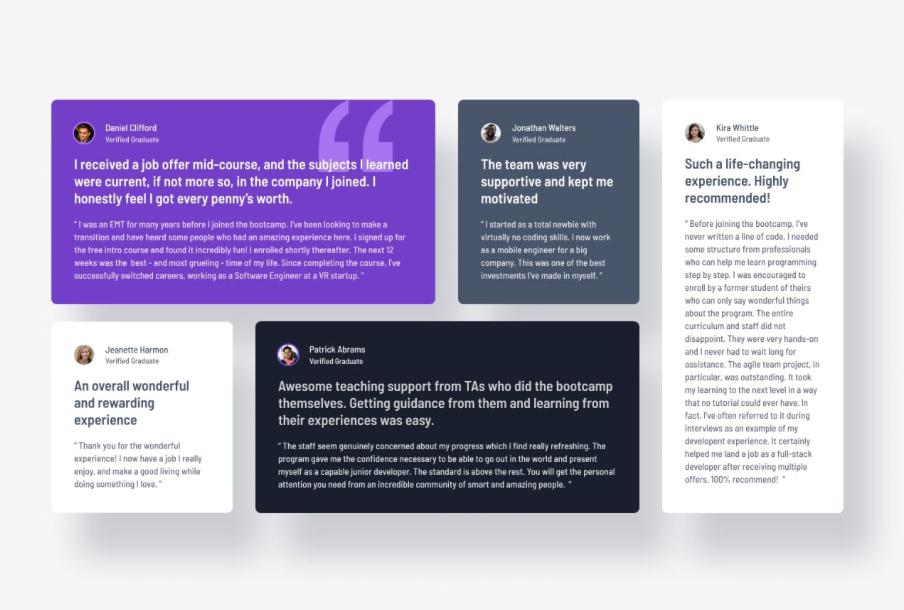 Daniel Clifford
Verified Graduate
I received a job offer mid-course, and the subjects I learned
were current, if not more so, in the company I joined. I
honestly feel I got every penny's worth.
“ I was an EMT for many years before I joined the bootcamp. I've been looking to make a
transition and have heard some people who had an amazing experience here. I signed up for
the free intro course and found it incredibly fun! I enrolled shortly thereafter. The next 12
weeks was the best - and most grueling - time of my life. Since completing the course, I've
successfully switched careers, working as a Software Engineer at a VR startup. ”
Jonathan Walters
Verified Graduate
The team was very
supportive and kept me
motivated
“ I started as a total newbie with
virtually no coding skills. I now work
as a mobile engineer for a big
company. This was one of the best
investments I've made in myself. ”
Kira Whittle
Verified Graduate
Such a life-changing
experience. Highly
recommended!
“ Before joining the bootcamp, I've
never written a line of code. I needed
some structure from professionals
who can help me learn programming
step by step. I was encouraged to
enroll by a former student of theirs
who can only say wonderful things
about the program. The entire
curriculum and staff did not
disappoint. They were very hands-on
and I never had to wait long for
assistance. The agile team project, in
particular, was outstanding. It took
my learning to the next level in a way
that no tutorial could ever have. In
fact, I've often referred to it during
interviews as an example of my
developent experience. It certainly
helped me land a job as a full-stack
developer after receiving multiple
offers. 100% recommend! ”
Jeanette Harmon
Verified Graduate
An overall wonderful
and rewarding
experience
“ Thank you for the wonderful
experience! I now have a job I really
enjoy, and make a good living while
doing something I love. ”
Patrick Abrams
Verified Graduate
Awesome teaching support from TAs who did the bootcamp
themselves. Getting guidance from them and learning from
their experiences was easy.
“ The staff seem genuinely concerned about my progress which I find really refreshing. The
program gave me the confidence necessary to be able to go out in the world and present
myself as a capable junior developer. The standard is above the rest. You will get the personal
attention you need from an incredible community of smart and amazing people. ”